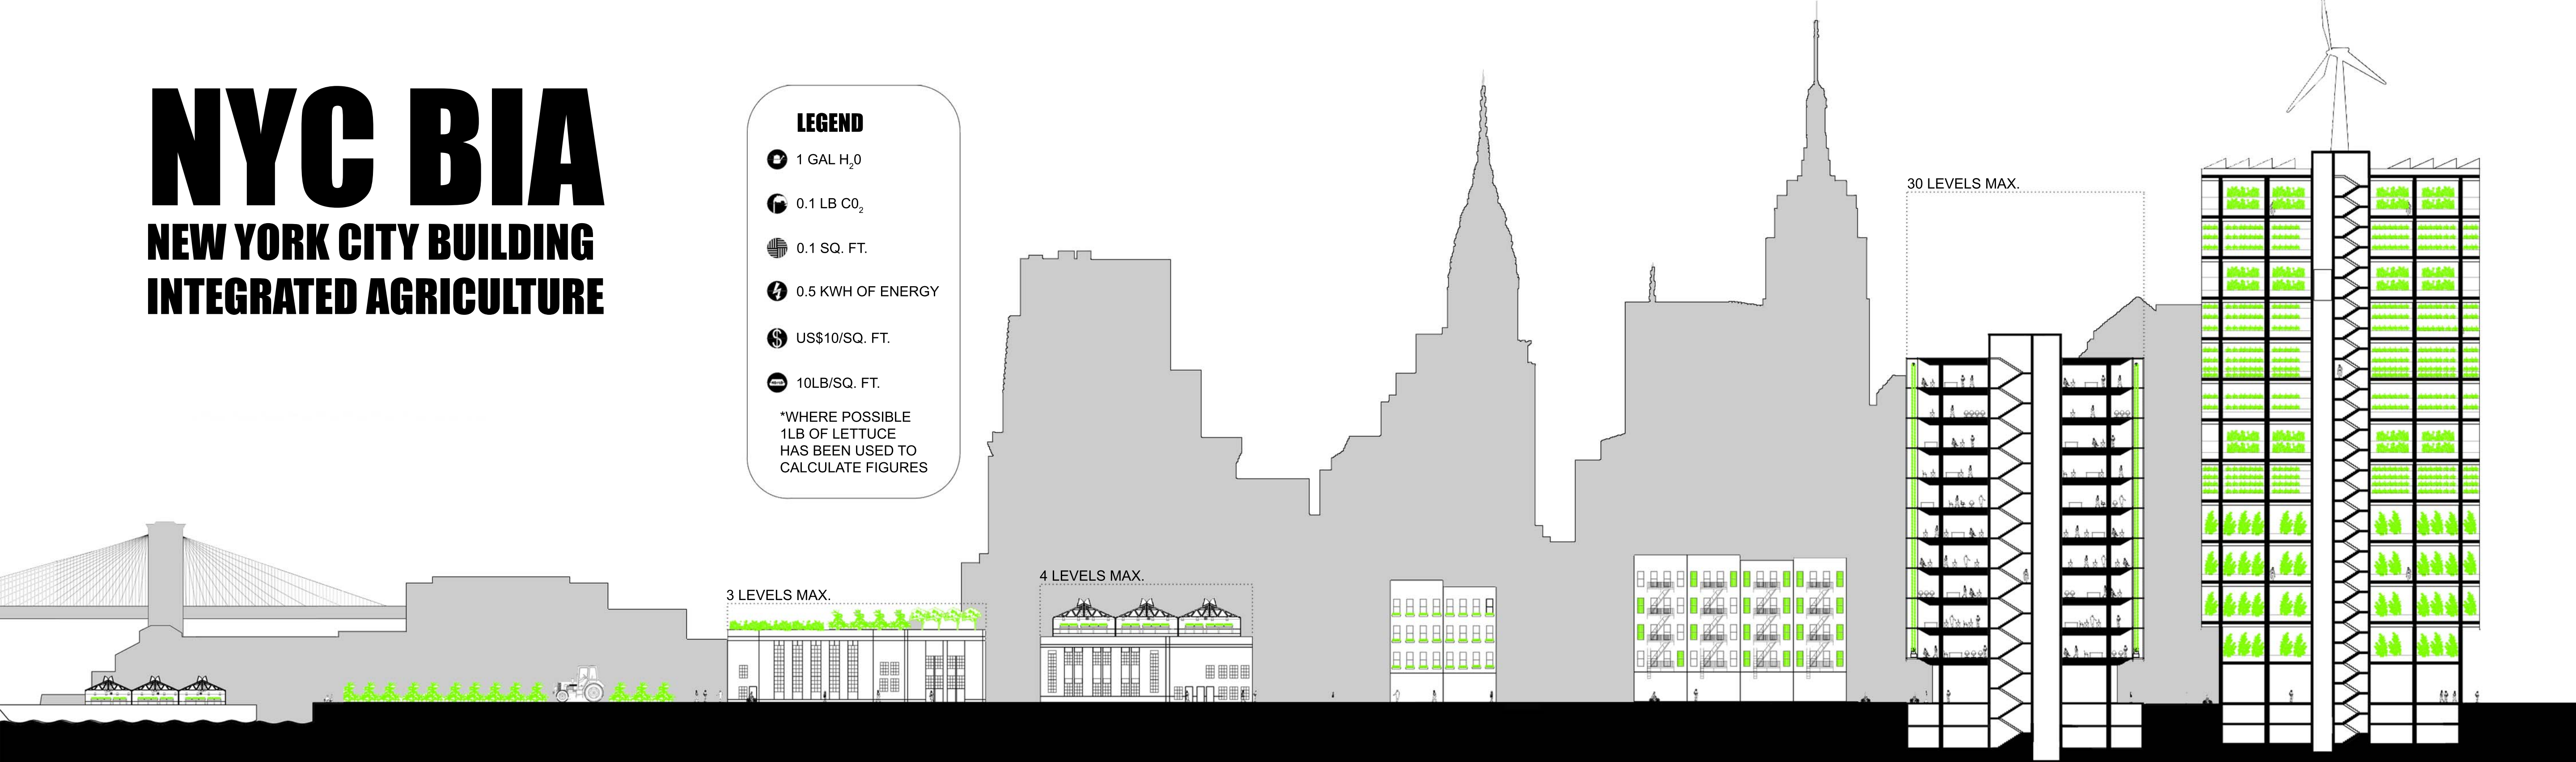 NYC BIA
NEW YORK CITY BUILDING
INTEGRATED AGRICULTURE
LEGEND
1 GAL H20
0.1 LB C02
0.1 SQ. FT.
0.5 KWH OF ENERGY
$ US$10/SQ. FT.
10LB/SQ. FT.
*WHERE POSSIBLE
1LB OF LETTUCE
HAS BEEN USED TO
CALCULATE FIGURES
3 LEVELS MAX.
4 LEVELS MAX.
30 LEVELS MAX.